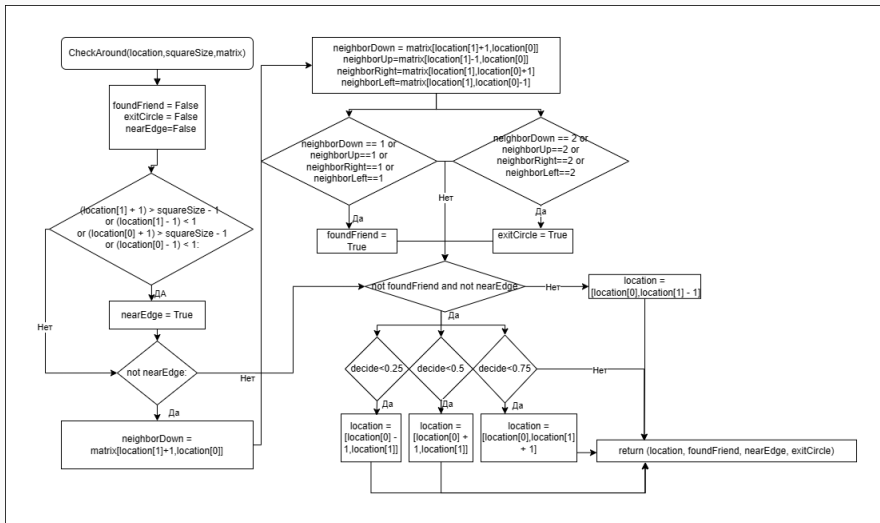 CheckAround(location,squareSize,matrix)
foundFriend = False
exitCircle = False
nearEdge=False
(location[1] + 1) > squareSize - 1
or (location[1] - 1) < 1
or (location[0] + 1) > squareSize - 1
or (location[0] - 1) < 1:
ДА
Нет
nearEdge = True
not nearEdge:
Нет
Да
neighborDown =
matrix[location[1]+1,location[0]]
neighborDown = matrix[location[1]+1,location[0]]
neighborUp=matrix[location[1]-1,location[0]]
neighborRight=matrix[location[1],location[0]+1]
neighborLeft=matrix[location[1],location[0]-1]
neighborDown == 1 or
neighborUp==1 or
neighborRight==1 or
neighborLeft==1
neighborDown == 2 or
neighborUp==2 or
neighborRight==2 or
neighborLeft==2
Нет
Да
Да
foundFriend =
True
exitCircle = True
not foundFriend and not nearEdge
Нет
location =
[location[0],location[1] - 1]
Да
decide<0.25
decide<0.5
decide<0.75
Нет
Да
Да
Да
location =
[location[0] -
1,location[1]]
location =
[location[0] +
1,location[1]]
location =
[location[0],location[1]
+ 1]
return (location, foundFriend, nearEdge, exitCircle)